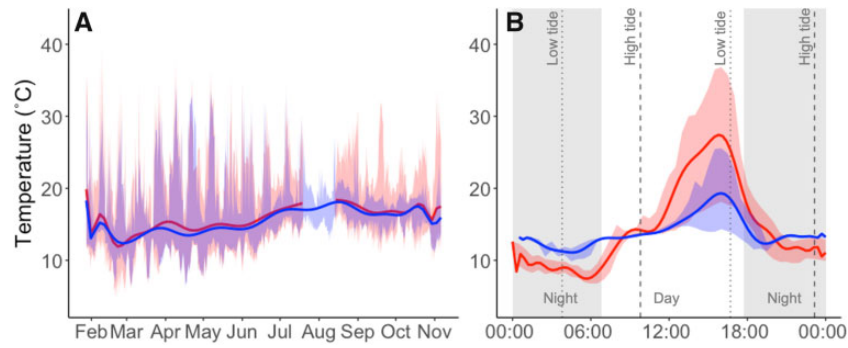 A
B
Temperature (˚C)
40
30
20
10
Feb Mar Apr May Jun Jul Aug Sep Oct Nov
40
30
20
10
Low tide
High tide
Low tide
High tide
Night
Day
Night
00:00 06:00 12:00 18:00 00:00